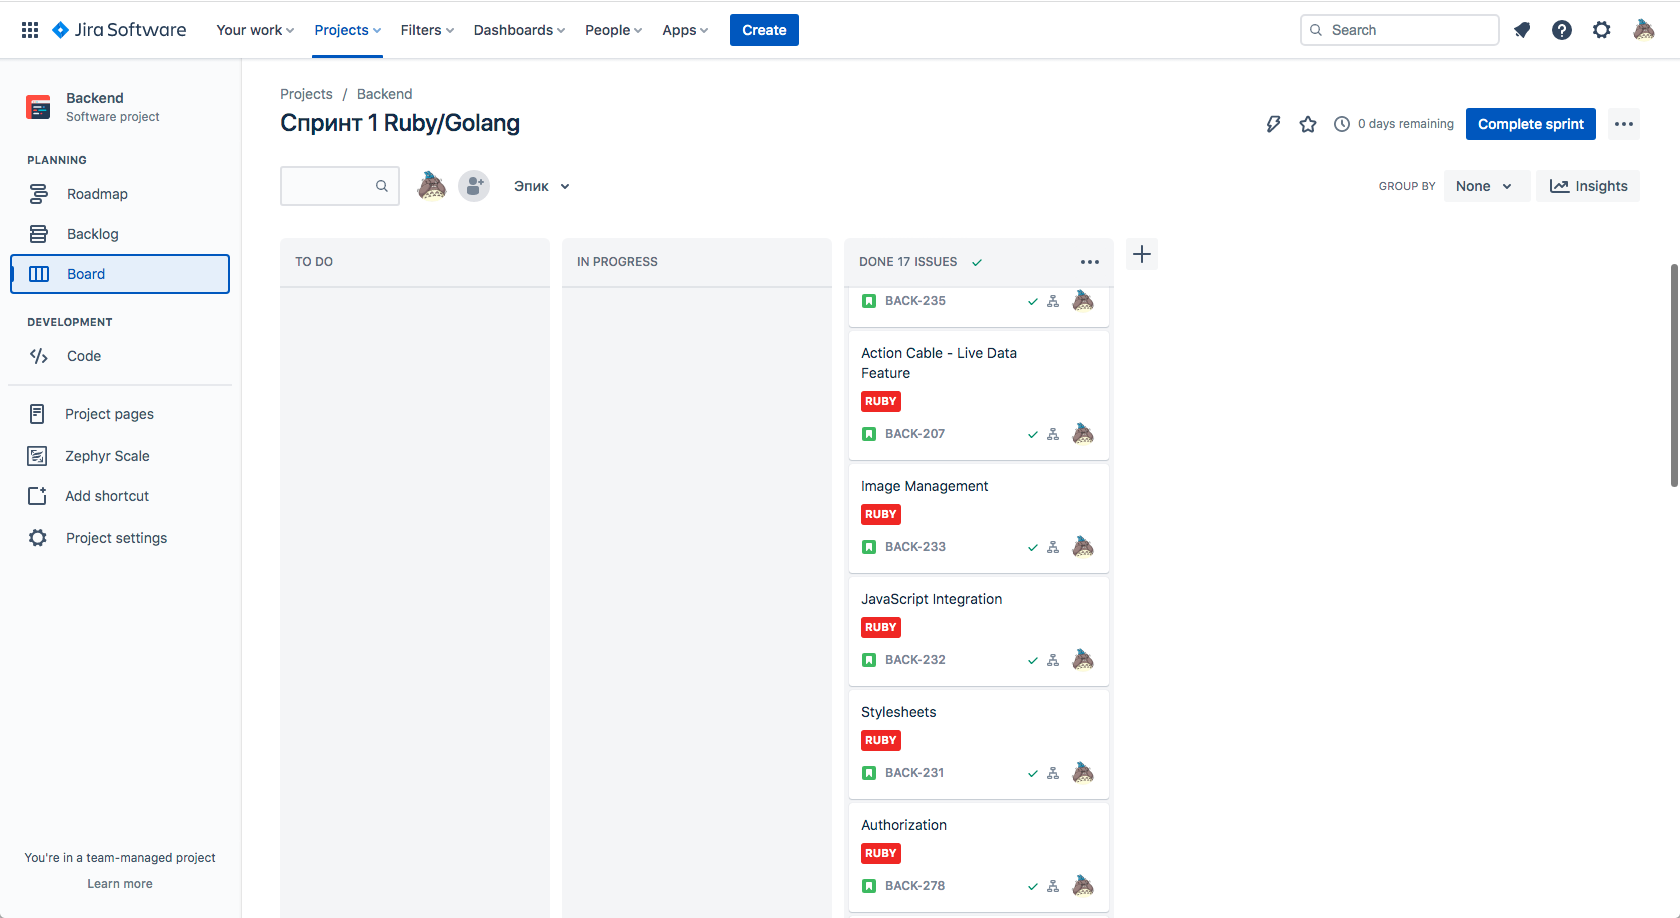 Jira Software
Your work
Projects
Filters
Dashboards
People
Apps
Create
Search
Backend
Software project
PLANNING
Roadmap
Backlog
Board
DEVELOPMENT
Code
Project pages
Zephyr Scale
Add shortcut
Project settings
You're in a team-managed project
Learn more
Projects / Backend
Спринт 1 Ruby/Golang
0 days remaining
Complete sprint
Эпик
GROUP BY
None
Insights
TO DO
IN PROGRESS
DONE 17 ISSUES
BACK-235
Action Cable - Live Data
Feature
RUBY
BACK-207
Image Management
RUBY
BACK-233
JavaScript Integration
RUBY
BACK-232
Stylesheets
RUBY
BACK-231
Authorization
RUBY
BACK-278